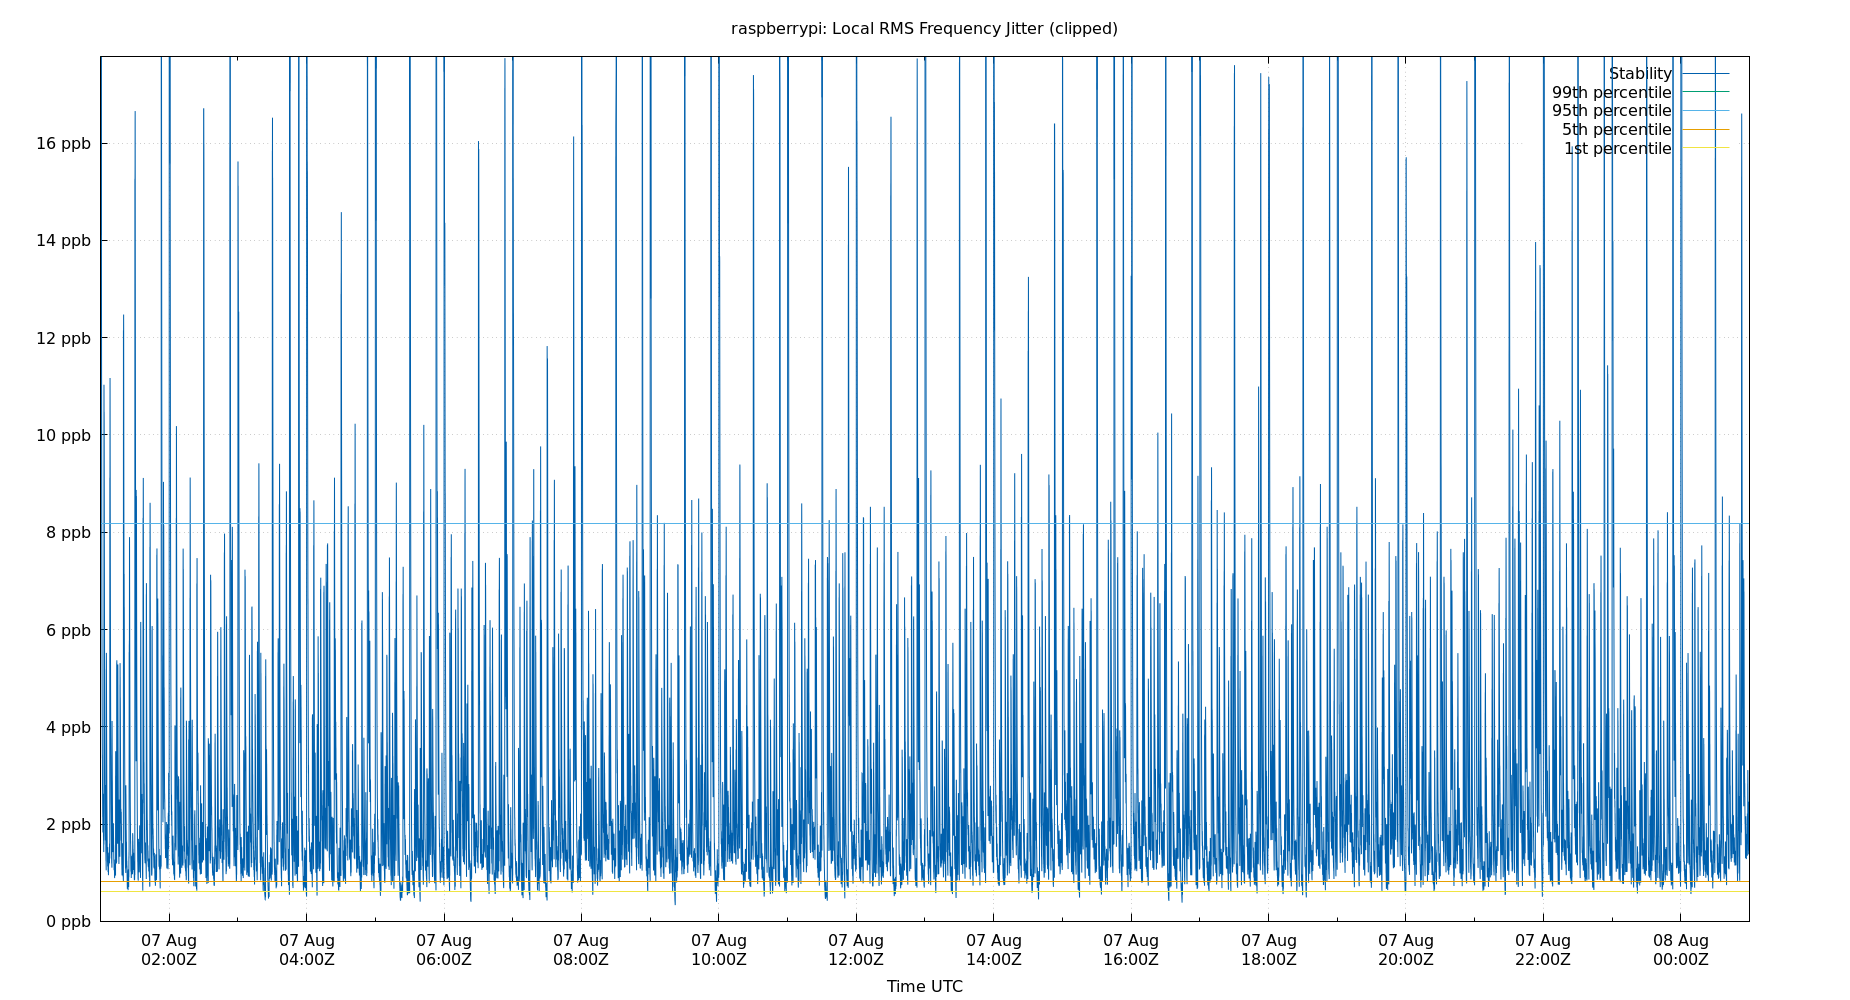 raspberrypi: Local RMS Frequency Jitter (clipped)
Stability
99th percentile
95th percentile
5th percentile
1st percentile
16 ppb
14 ppb
12 ppb
10 ppb
8 ppb
6 ppb
4 ppb
2 ppb
0 ppb
07 Aug 07 Aug 07 Aug 07 Aug 07 Aug 07 Aug 07 Aug 07 Aug 07 Aug 07 Aug 07 Aug 08 Aug
02:00Z 04:00Z 06:00Z 08:00Z 10:00Z 12:00Z 14:00Z 16:00Z 18:00Z 20:00Z 22:00Z 00:00Z
Time UTC